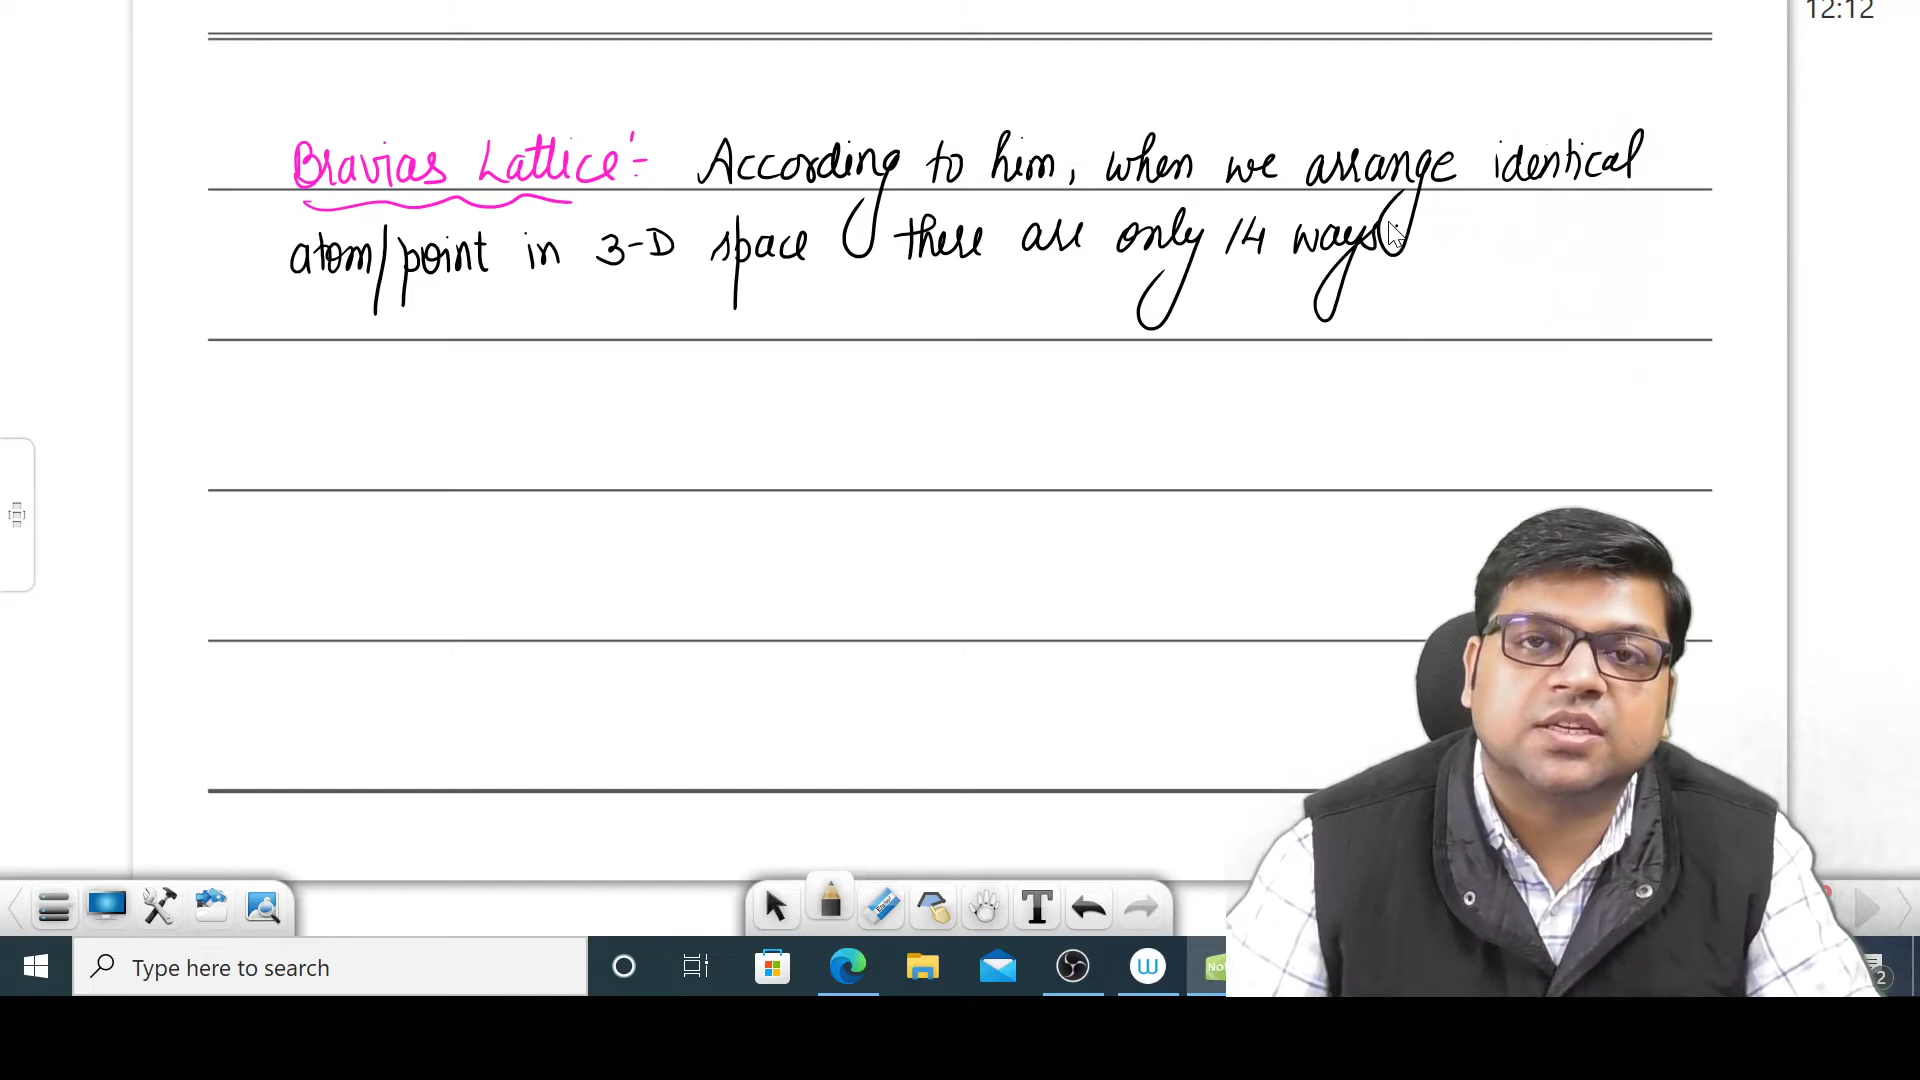 12:12
Bravias Lattice:- According to him, when we arrange identical
atom/point in 3-D space there are only 14 ways
Type here to search
2